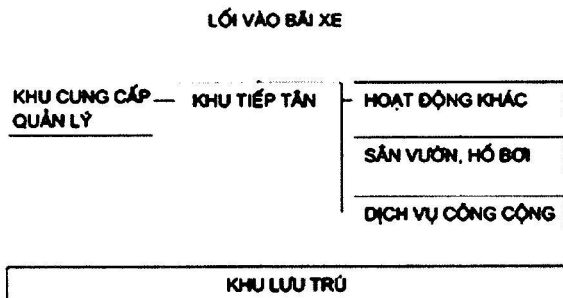 LỐI VÀO BÃI XE
KHU CUNG CẤP
QUẢN LÝ
KHU TIẾP TÂN
HOẠT ĐỘNG KHÁC
SÂN VƯỜN, HỒ BƠI
DỊCH VỤ CÔNG CỘNG
KHU LƯU TRÚ